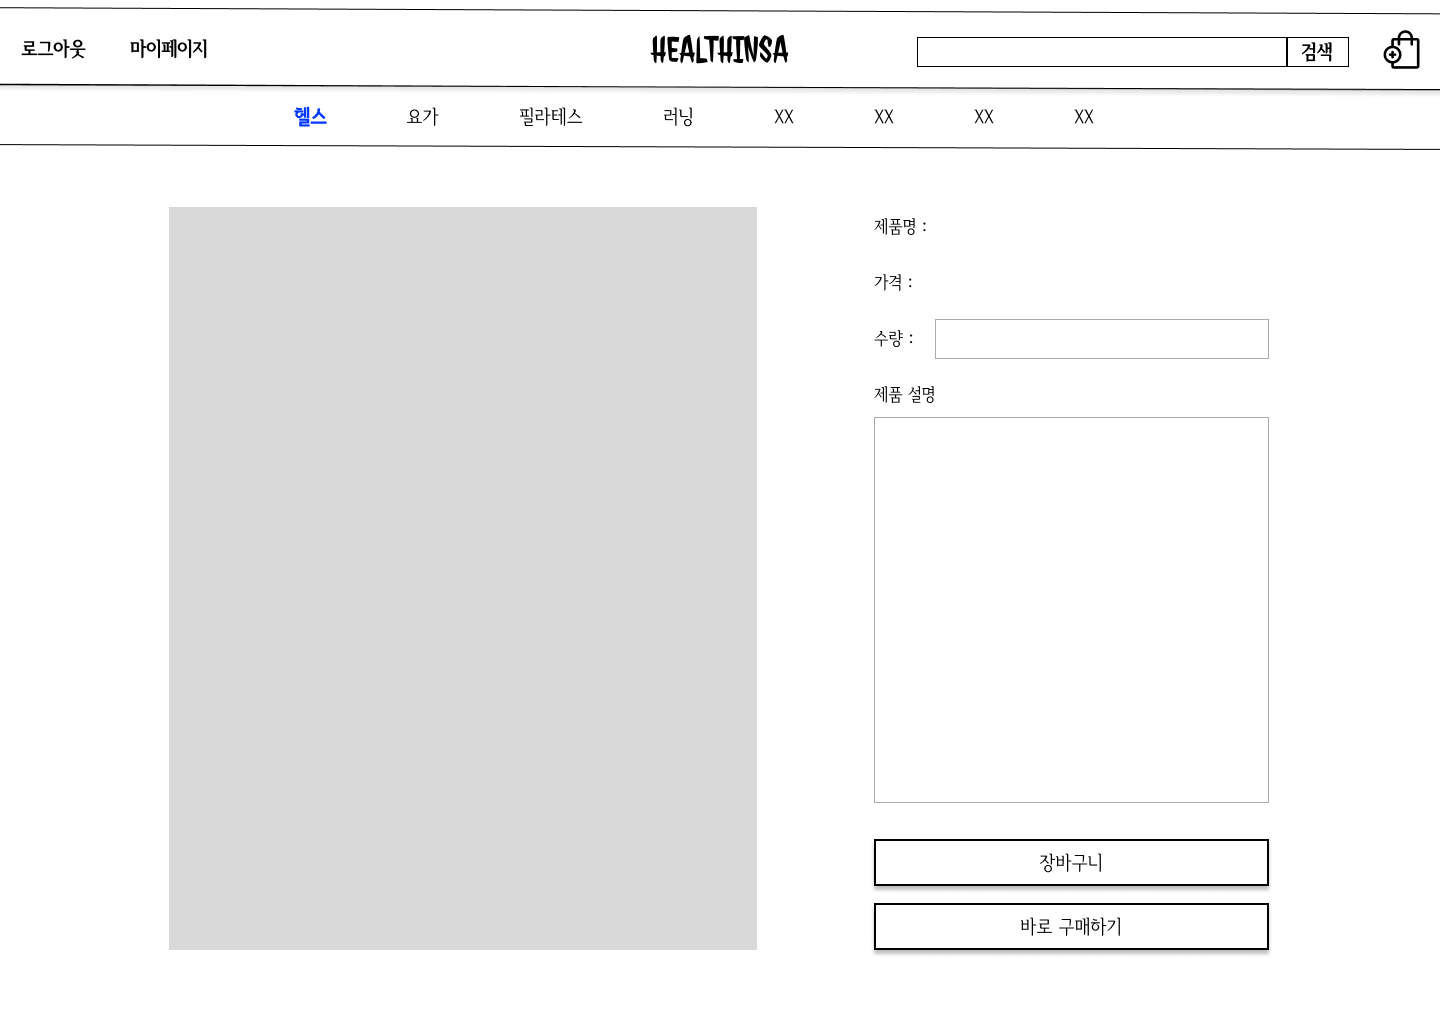 로그아웃 마이페이지 HEALTHINSA 검색
헬스 요가 필라테스 러닝 XX XX XX XX
제품명 :
가격 :
수량 :
제품 설명
장바구니
바로 구매하기